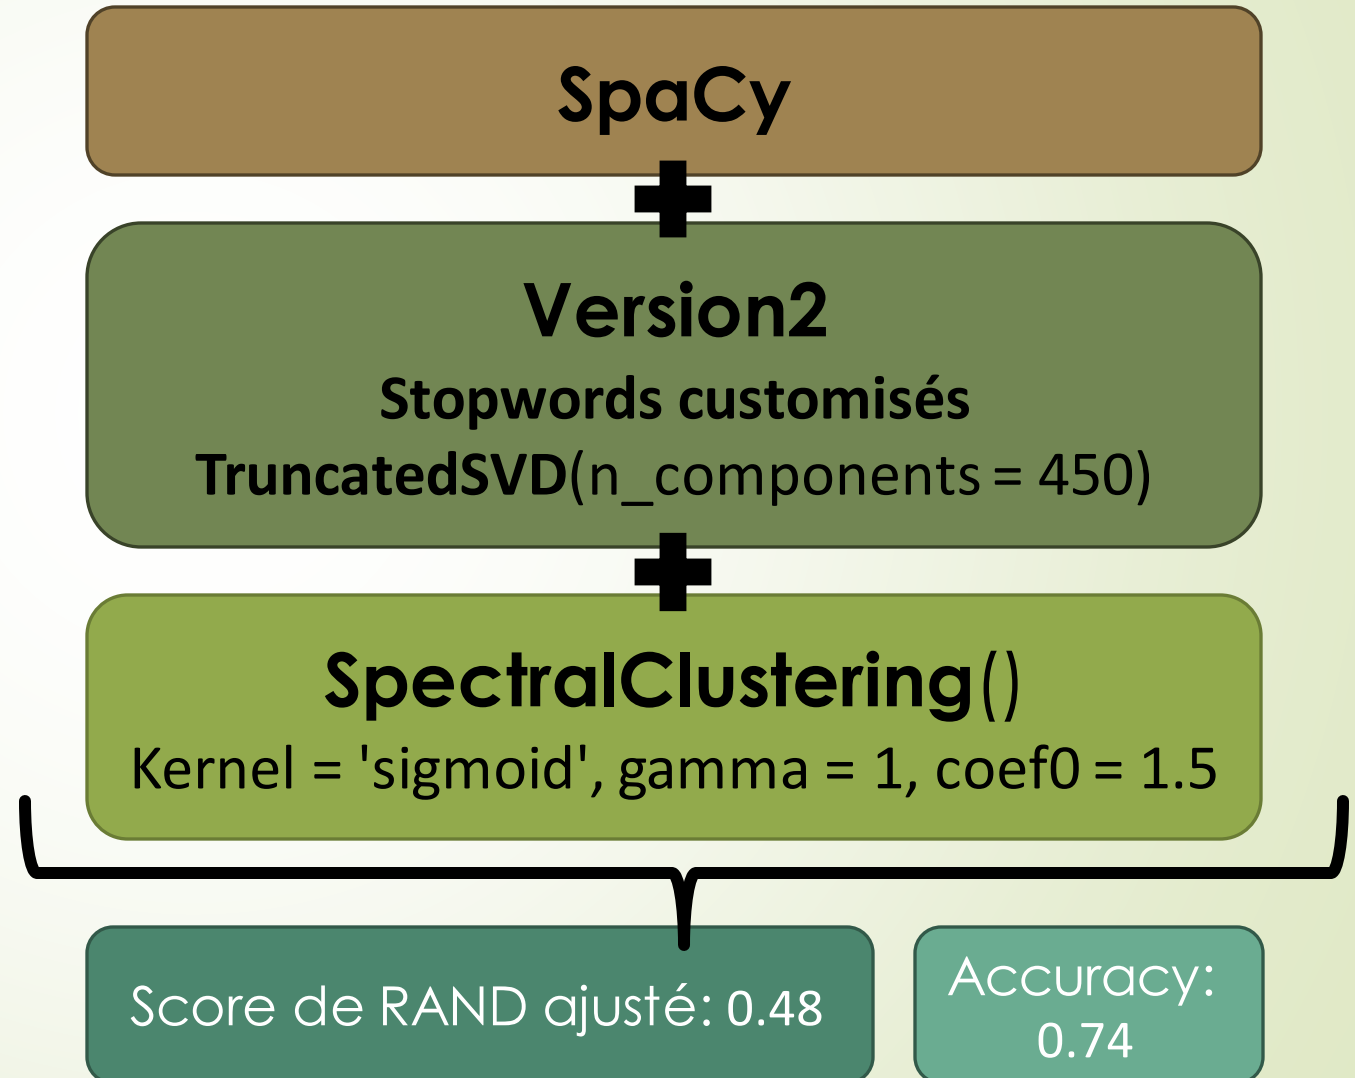 SpaCy
Version2
Stopwords customisés
TruncatedSVD(n_components = 450)
SpectralClustering()
Kernel = 'sigmoid', gamma = 1, coef0 = 1.5
Score de RAND ajusté: 0.48
Accuracy:
0.74